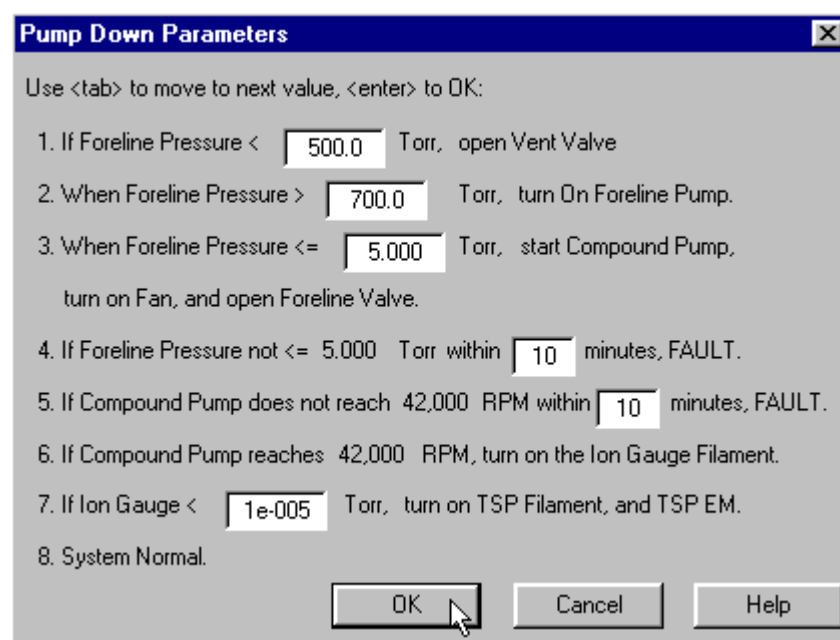 Pump Down Parameters
Use <tab> to move to next value, <enter> to OK:
1. If Foreline Pressure < 500.0 Torr, open Vent Valve
2. When Foreline Pressure > 700.0 Torr, turn On Foreline Pump.
3. When Foreline Pressure <= 5.000 Torr, start Compound Pump,
turn on Fan, and open Foreline Valve.
4. If Foreline Pressure not <= 5.000 Torr within 10 minutes, FAULT.
5. If Compound Pump does not reach 42,000 RPM within 10 minutes, FAULT.
6. If Compound Pump reaches 42,000 RPM, turn on the Ion Gauge Filament.
7. If Ion Gauge < 1e-005 Torr, turn on TSP Filament, and TSP EM.
8. System Normal.
OK Cancel Help